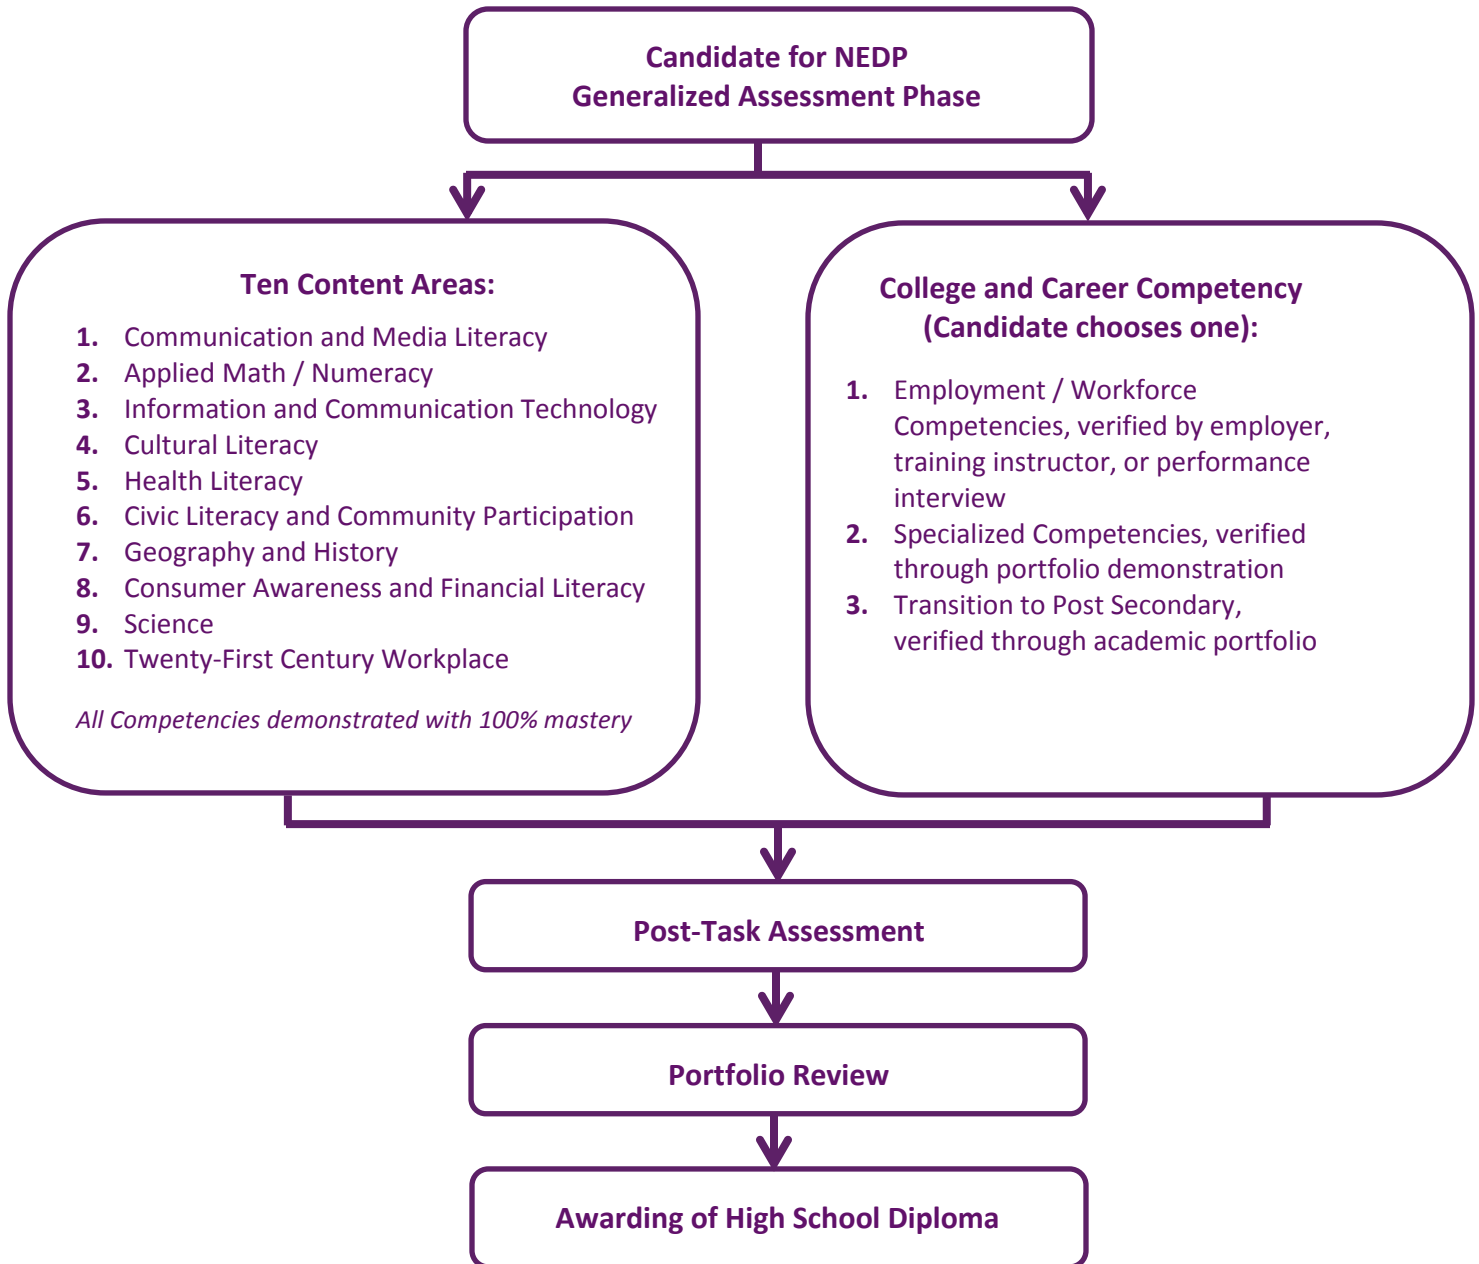 Candidate for NEDP
Generalized Assessment Phase
Ten Content Areas:
1. Communication and Media Literacy
2. Applied Math / Numeracy
3. Information and Communication Technology
4. Cultural Literacy
5. Health Literacy
6. Civic Literacy and Community Participation
7. Geography and History
8. Consumer Awareness and Financial Literacy
9. Science
10. Twenty-First Century Workplace
All Competencies demonstrated with 100% mastery
College and Career Competency
(Candidate chooses one):
1. Employment / Workforce
Competencies, verified by employer,
training instructor, or performance
interview
2. Specialized Competencies, verified
through portfolio demonstration
3. Transition to Post Secondary,
verified through academic portfolio
Post-Task Assessment
Portfolio Review
Awarding of High School Diploma